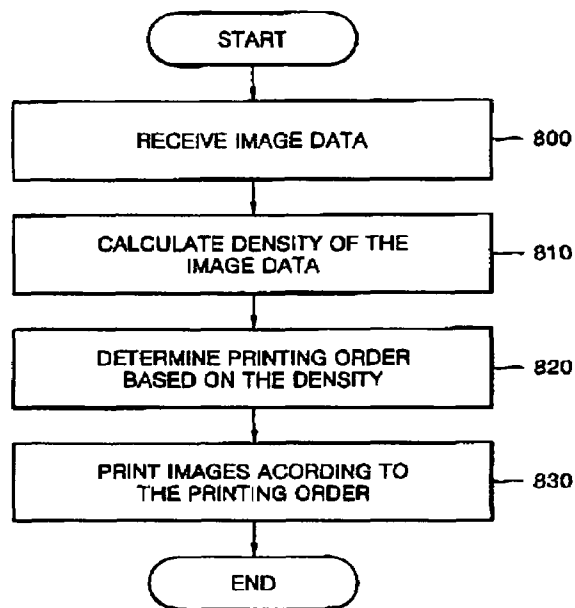 START
RECEIVE IMAGE DATA
800
CALCULATE DENSITY OF THE
IMAGE DATA
810
DETERMINE PRINTING ORDER
BASED ON THE DENSITY
820
PRINT IMAGES ACORDING TO
THE PRINTING ORDER
830
END